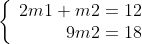 2m1 + m2 = 12
9m2 = 18